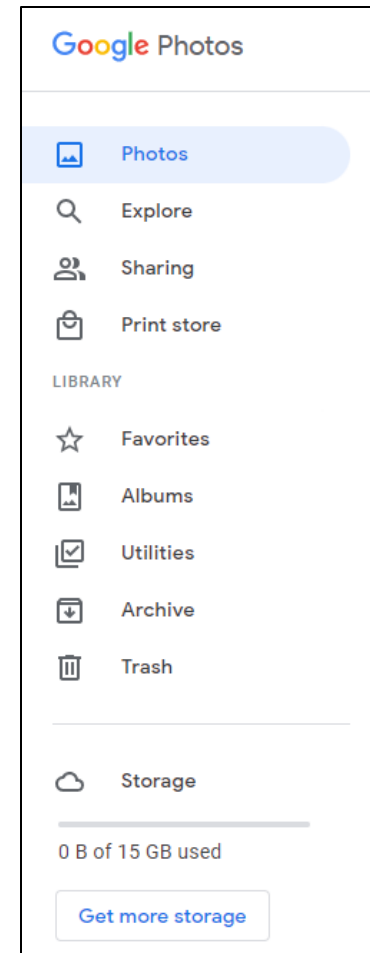 Google Photos
Photos
Explore
Sharing
Print store
LIBRARY
Favorites
Albums
Utilities
Archive
Trash
Storage
0 B of 15 GB used
Get more storage